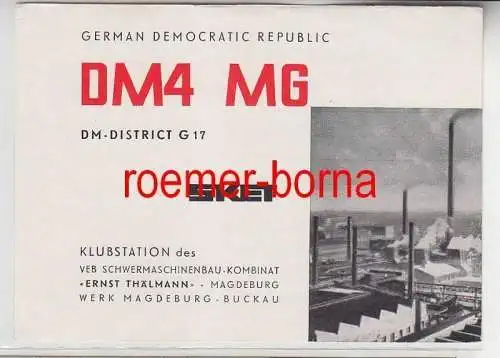 GERMAN DEMOCRATIC REPUBLIC
DM4 MG
DM-DISTRICT G 17
roemer-borna
SKET
KLUBSTATION des
VEB SCHWERMASCHINENBAU-KOMBINAT
»ERNST THÄLMANN« - MAGDEBURG
WERK MAGDEBURG - BUCKAU